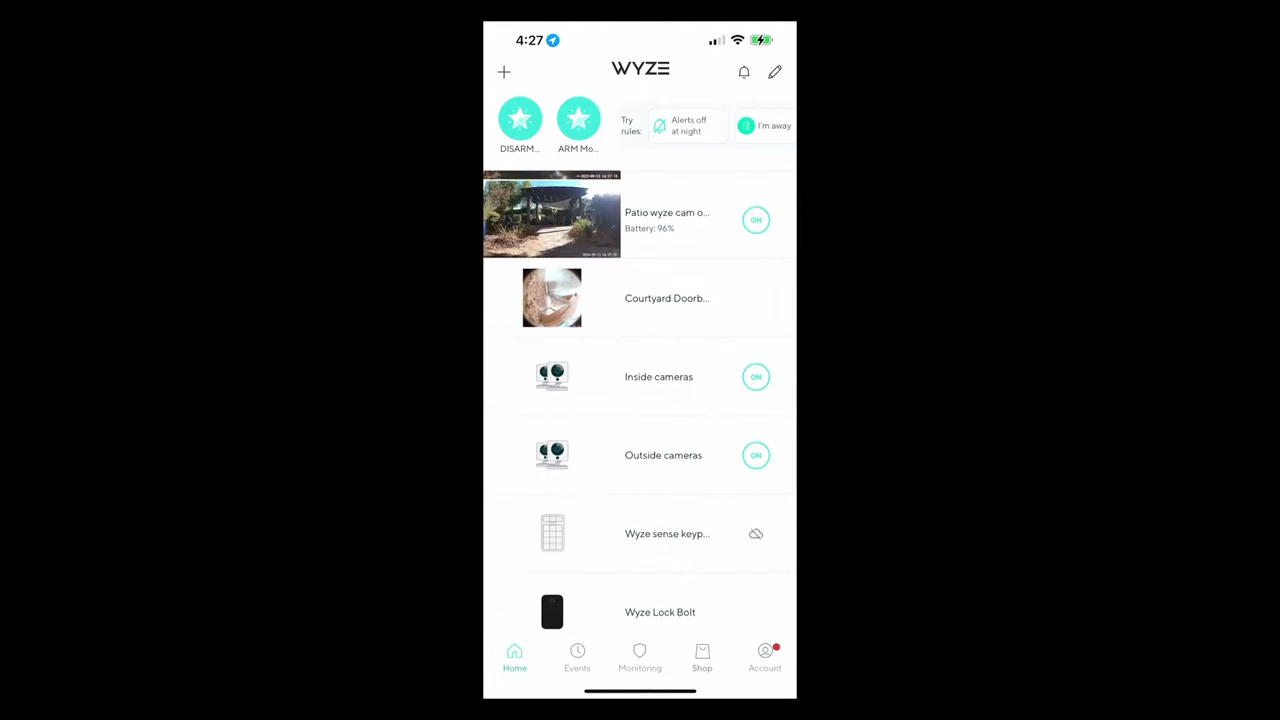 4:27
WYZE
DISARM...
ARM Mo...
Try
rules:
Alerts off
at night
I'm away
Patio wyze cam o...
Battery: 96%
ON
Courtyard Doorb...
Inside cameras
ON
Outside cameras
ON
Wyze sense keyp...
Wyze Lock Bolt
Home
Events
Monitoring
Shop
Account